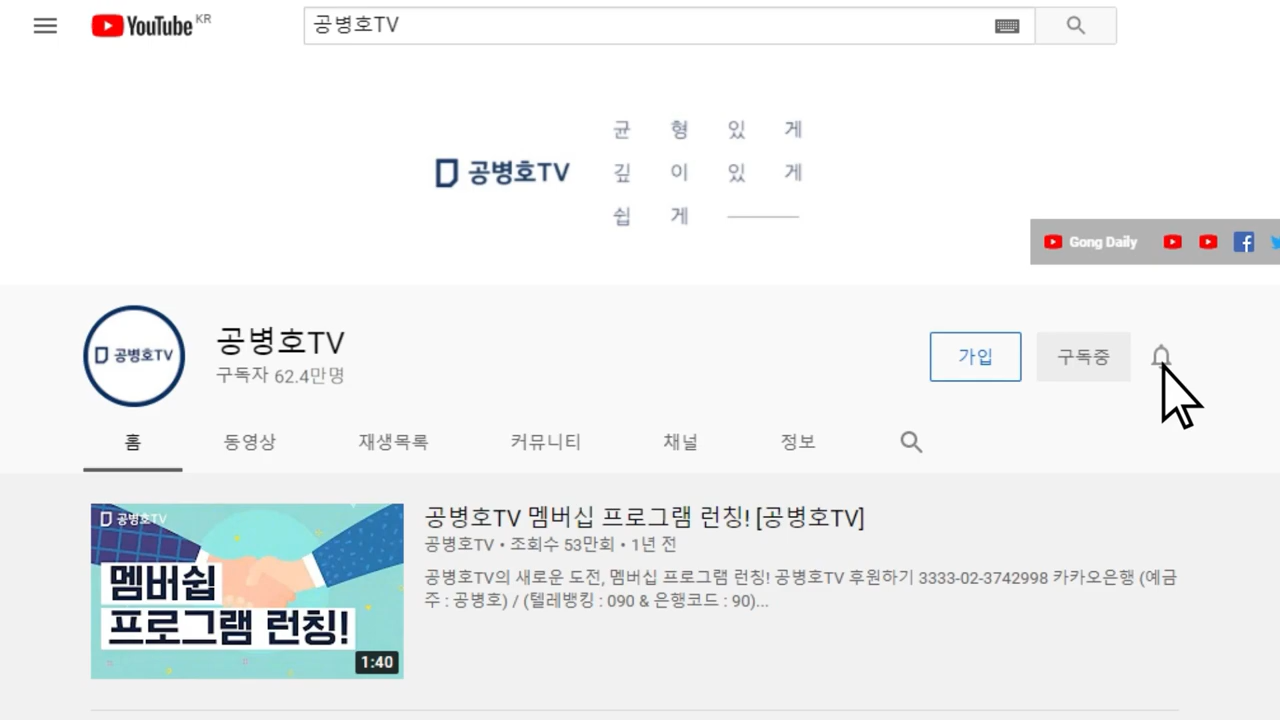 YouTube KR
공병호TV
균 형 있 게
공병호TV
깊 이 있 게
쉽 게
Gong Daily
공병호TV
공병호TV
구독자 62.4만명
가입
구독중
홈
동영상
재생목록
커뮤니티
채널
정보
공병호TV
멤버쉽
프로그램 런칭!
1:40
공병호TV 멤버십 프로그램 런칭! [공병호TV]
공병호TV • 조회수 53만회 • 1년 전
공병호TV의 새로운 도전, 멤버십 프로그램 런칭! 공병호TV 후원하기 3333-02-3742998 카카오은행 (예금
주 : 공병호) / (텔레뱅킹 : 090 & 은행코드 : 90)...